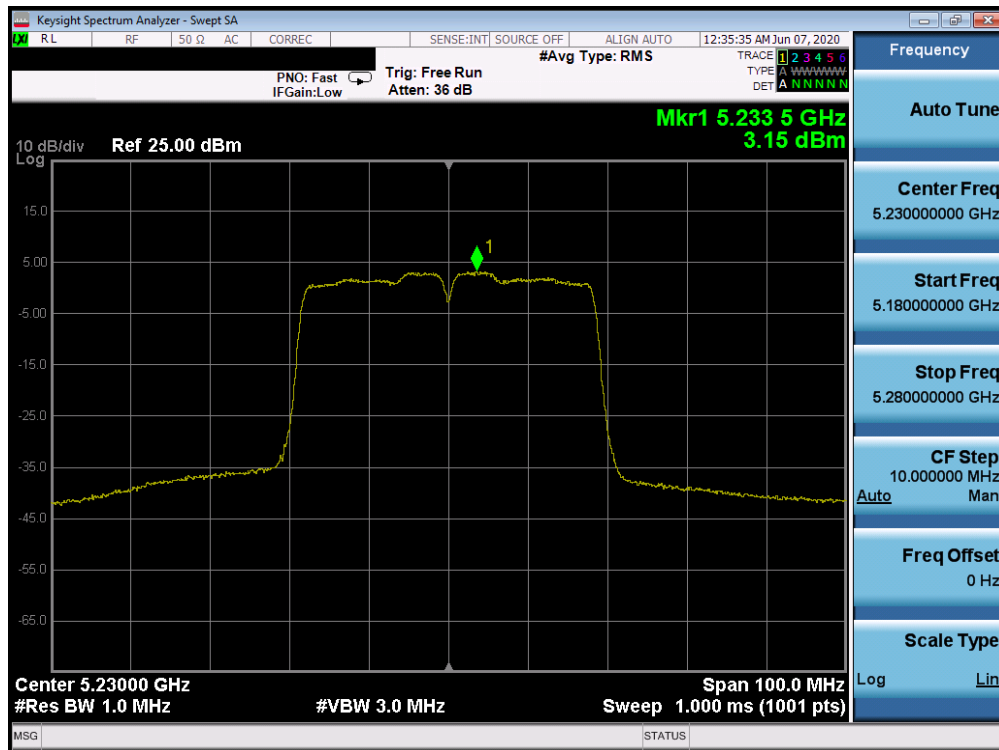 Keysight Spectrum Analyzer - Swept SA
LXI RL RF 50 Ω AC CORREC SENSE:INT SOURCE OFF ALIGN AUTO 12:35:35 AM Jun 07, 2020
#Avg Type: RMS
TRACE 1 2 3 4 5 6
PNO: Fast
Trig: Free Run
TYPE A WWWWW
IFGain:Low
Atten: 36 dB
DET A N N N N N
Mkr1 5.233 5 GHz
3.15 dBm
10 dB/div
Log
Ref 25.00 dBm
15.0
5.00
-5.00
-15.0
-25.0
-35.0
-45.0
-55.0
-65.0
1
Center 5.23000 GHz
Span 100.0 MHz
#Res BW 1.0 MHz
#VBW 3.0 MHz
Sweep 1.000 ms (1001 pts)
MSG
STATUS
Frequency
Auto Tune
Center Freq
5.230000000 GHz
Start Freq
5.180000000 GHz
Stop Freq
5.280000000 GHz
CF Step
10.000000 MHz
Auto Man
Freq Offset
0 Hz
Scale Type
Log Lin